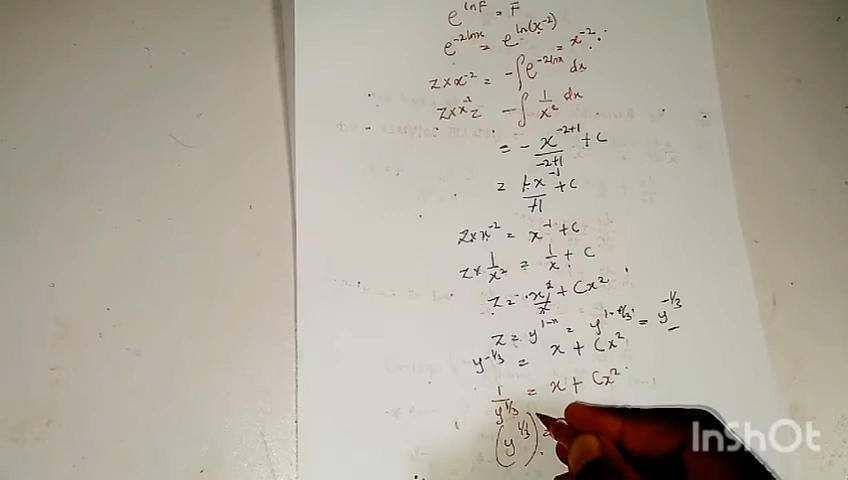 e^{lnF} = F
e^{-2lnx} = e^{ln(x^{-2})} = x^{-2}
z × x^{-2} = -∫e^{-2lnx} dx
z × x^{-2} = -∫ 1/x^2 dx
= - x^{-2+1}/-2+1 + C
= +x^{-1}/+1 + C
z × x^{-2} = x^{-1} + C
z × 1/x^2 = 1/x + C
z = x^2/x + Cx^2
z = y^{1-n} = y^{1-4/3} = y^{-1/3}
y^{-1/3} = x + Cx^2
1/y^{1/3} = x + Cx^2
(y^{1/3})
InShOt